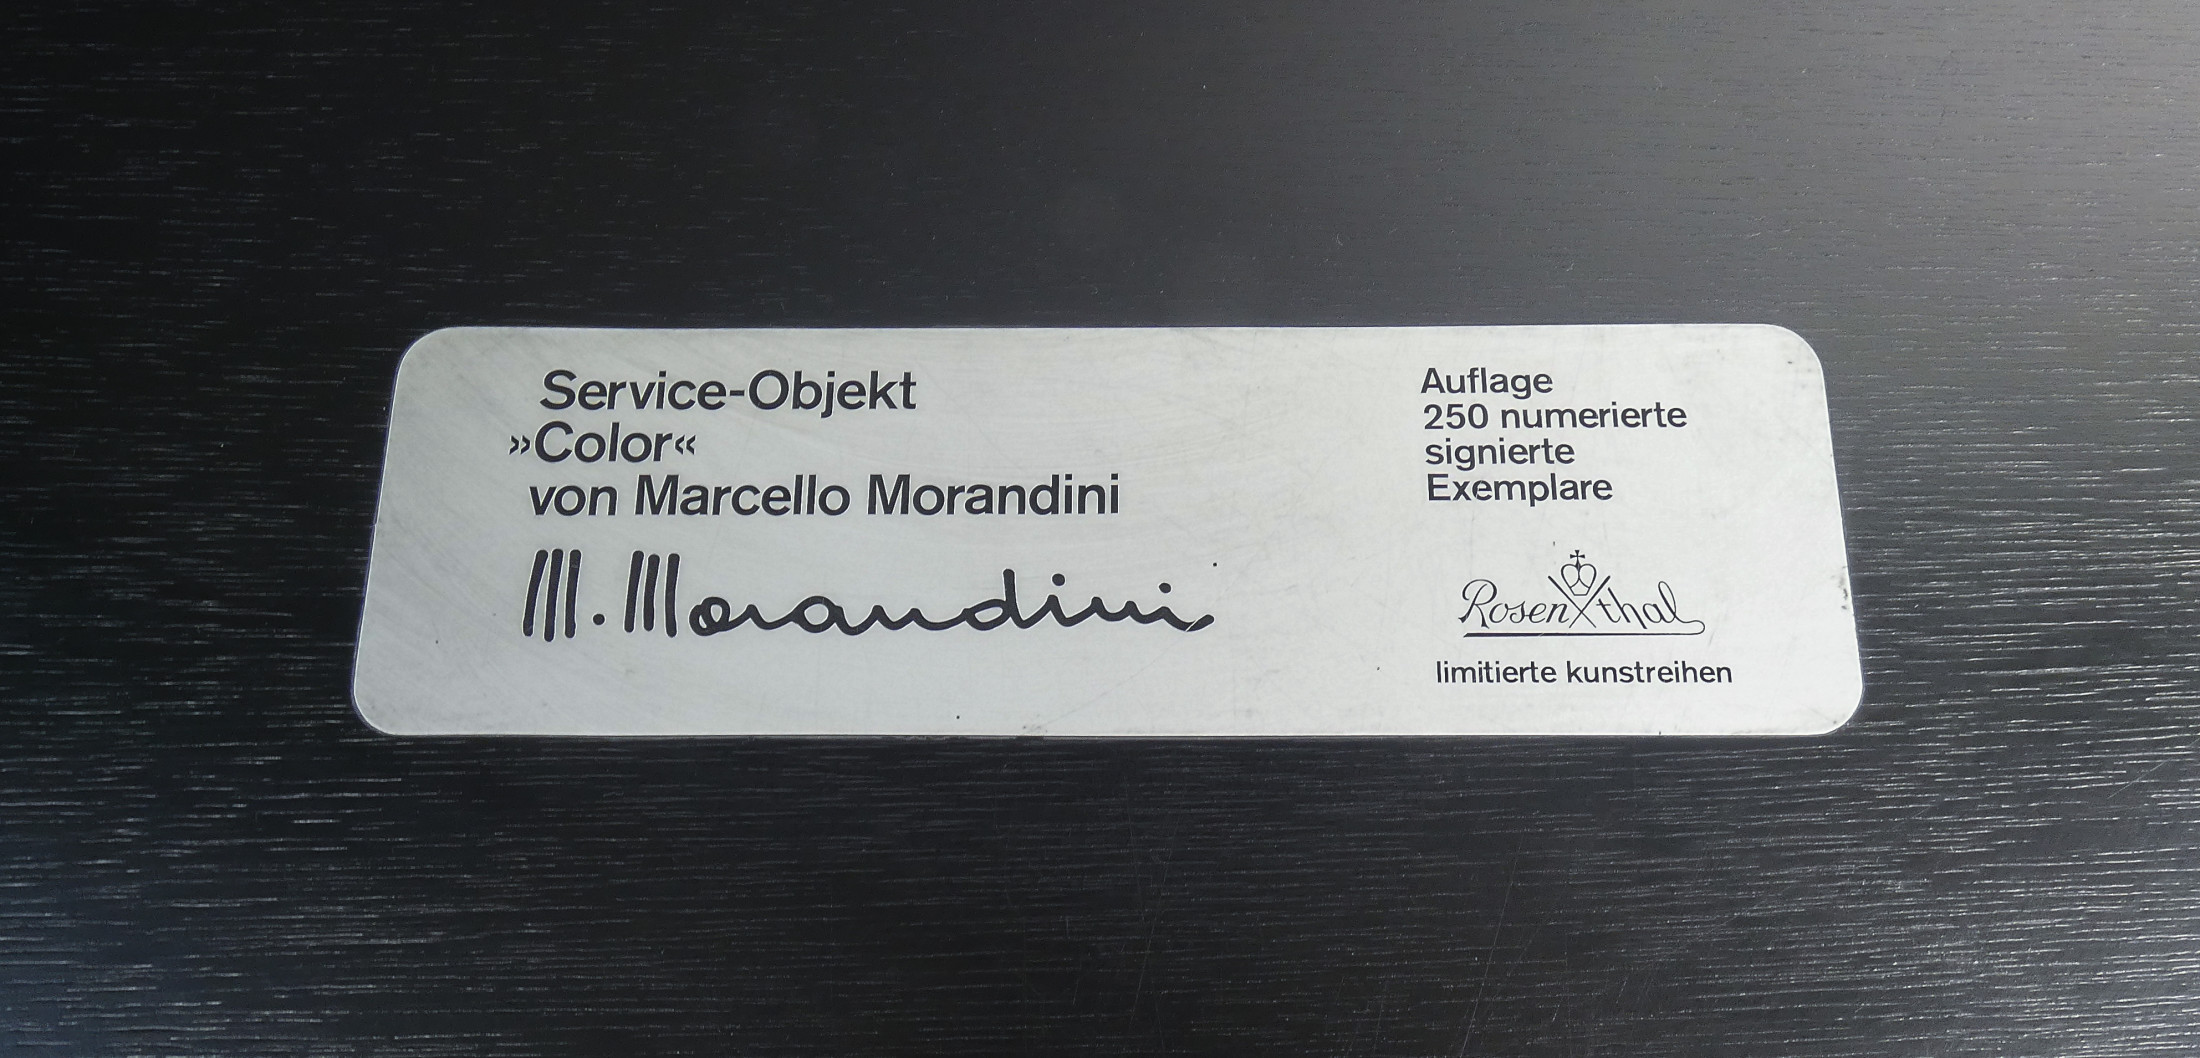 Service-Objekt
»Color«
von Marcello Morandini
M. Morandini
Auflage
250 numerierte
signierte
Exemplare
Rosenthal
limitierte kunstreihen